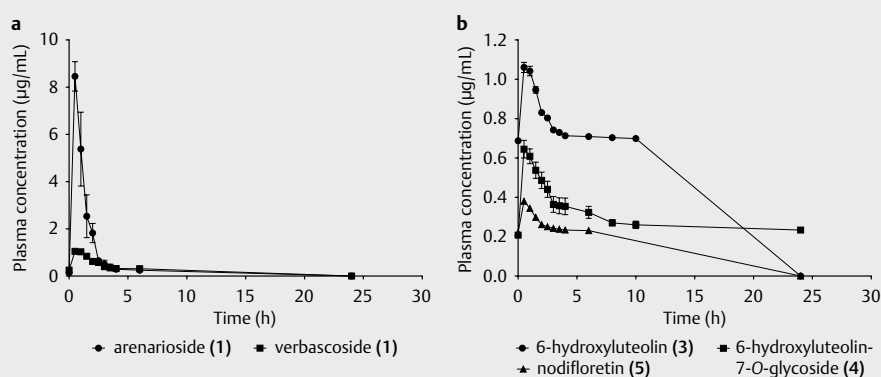 a
Plasma concentration (µg/mL)
10
8
6
4
2
0
0 5 10 15 20 25 30
Time (h)
arenarioside (1) verbascoside (1)
b
Plasma concentration (µg/mL)
1.2
1.0
0.8
0.6
0.4
0.2
0.0
0 5 10 15 20 25 30
Time (h)
6-hydroxyluteolin (3) 6-hydroxyluteolin-
nodifloretin (5) 7-O-glycoside (4)